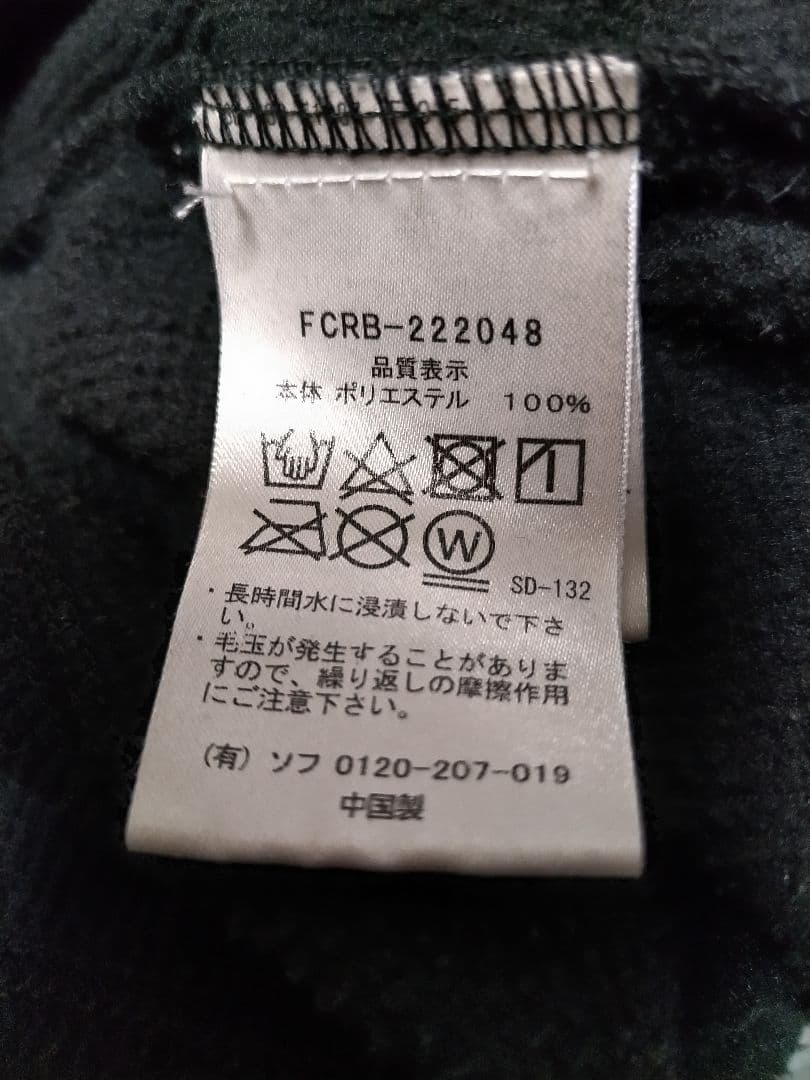 FCRB-222048
品質表示
本体 ポリエステル 100%
W
SD-132
・長時間水に浸漬しないで下さ
い。
・毛玉が発生することがありま
すので、繰り返しの摩擦作用
にご注意下さい。
(有) ソフ 0120-207-019
中国製